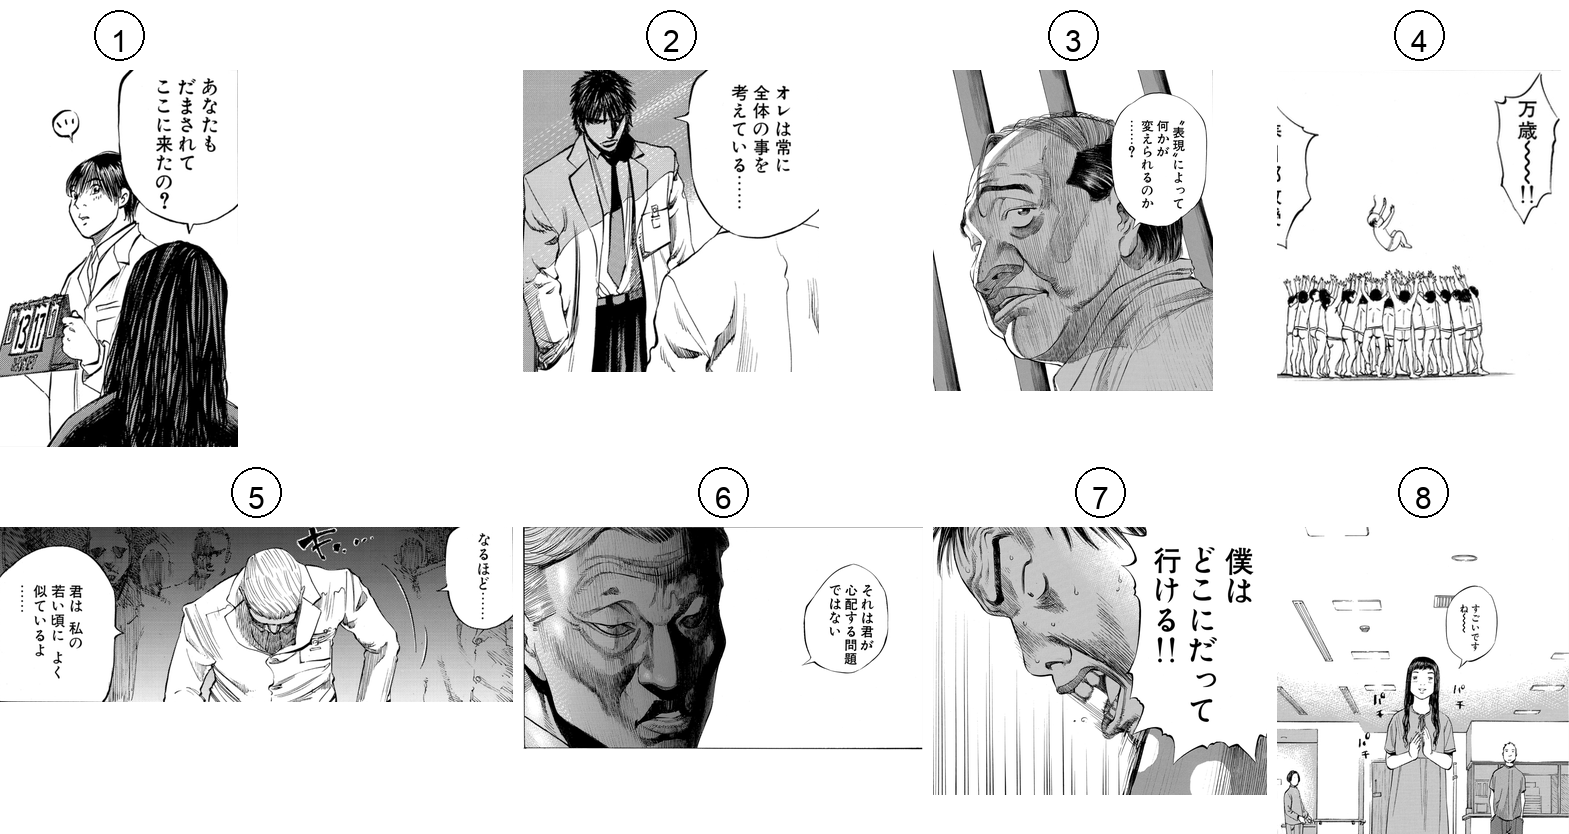 1
あなたも
だまされて
ここに来たの？
13 17
2
オレは常に
全体の事を
考えている……
3
"表現"によって
何かが
変えられるのか
……？
4
万歳〜〜〜!!
5
なるほど……
キ…
君は 私の
若い頃に よく
似ているよ
……
6
それは君が
心配する問題
ではない
7
僕は
どこにだって
行ける!!
8
すごいです
ね〜〜
パチ
パチ
パチ